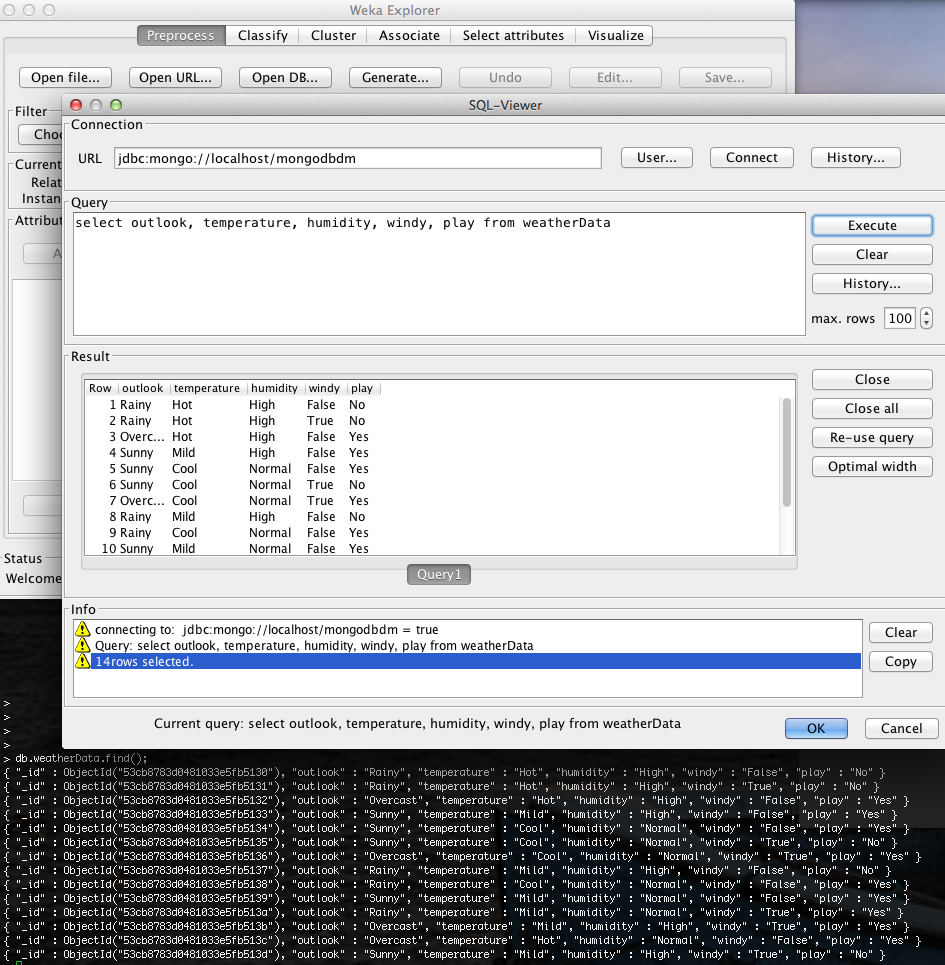 Weka Explorer
Preprocess Classify Cluster Associate Select attributes Visualize
Open file... Open URL... Open DB... Generate... Undo Edit... Save...
Filter
Choo
Current
Relat
Instan
Attribut
A
Status
Welcome
SQL-Viewer
Connection
URL jdbc:mongo://localhost/mongodbdm User... Connect History...
Query
select outlook, temperature, humidity, windy, play from weatherData
Execute
Clear
History...
max. rows 100
Result
Row outlook temperature humidity windy play
1 Rainy Hot High False No
2 Rainy Hot High True No
3 Overc... Hot High False Yes
4 Sunny Mild High False Yes
5 Sunny Cool Normal False Yes
6 Sunny Cool Normal True No
7 Overc... Cool Normal True Yes
8 Rainy Mild High False No
9 Rainy Cool Normal False Yes
10 Sunny Mild Normal False Yes
Close
Close all
Re-use query
Optimal width
Query1
Info
connecting to: jdbc:mongo://localhost/mongodbdm = true
Query: select outlook, temperature, humidity, windy, play from weatherData
14rows selected.
Clear
Copy
Current query: select outlook, temperature, humidity, windy, play from weatherData
OK Cancel
>
>
>
>
> db.weatherData.find();
{ "_id" : ObjectId("53cb8783d0481033e5fb5130"), "outlook" : "Rainy", "temperature" : "Hot", "humidity" : "High", "windy" : "False", "play" : "No" }
{ "_id" : ObjectId("53cb8783d0481033e5fb5131"), "outlook" : "Rainy", "temperature" : "Hot", "humidity" : "High", "windy" : "True", "play" : "No" }
{ "_id" : ObjectId("53cb8783d0481033e5fb5132"), "outlook" : "Overcast", "temperature" : "Hot", "humidity" : "High", "windy" : "False", "play" : "Yes" }
{ "_id" : ObjectId("53cb8783d0481033e5fb5133"), "outlook" : "Sunny", "temperature" : "Mild", "humidity" : "High", "windy" : "False", "play" : "Yes" }
{ "_id" : ObjectId("53cb8783d0481033e5fb5134"), "outlook" : "Sunny", "temperature" : "Cool", "humidity" : "Normal", "windy" : "False", "play" : "Yes" }
{ "_id" : ObjectId("53cb8783d0481033e5fb5135"), "outlook" : "Sunny", "temperature" : "Cool", "humidity" : "Normal", "windy" : "True", "play" : "No" }
{ "_id" : ObjectId("53cb8783d0481033e5fb5136"), "outlook" : "Overcast", "temperature" : "Cool", "humidity" : "Normal", "windy" : "True", "play" : "Yes" }
{ "_id" : ObjectId("53cb8783d0481033e5fb5137"), "outlook" : "Rainy", "temperature" : "Mild", "humidity" : "High", "windy" : "False", "play" : "No" }
{ "_id" : ObjectId("53cb8783d0481033e5fb5138"), "outlook" : "Rainy", "temperature" : "Cool", "humidity" : "Normal", "windy" : "False", "play" : "Yes" }
{ "_id" : ObjectId("53cb8783d0481033e5fb5139"), "outlook" : "Sunny", "temperature" : "Mild", "humidity" : "Normal", "windy" : "False", "play" : "Yes" }
{ "_id" : ObjectId("53cb8783d0481033e5fb513a"), "outlook" : "Rainy", "temperature" : "Mild", "humidity" : "Normal", "windy" : "True", "play" : "Yes" }
{ "_id" : ObjectId("53cb8783d0481033e5fb513b"), "outlook" : "Overcast", "temperature" : "Mild", "humidity" : "High", "windy" : "True", "play" : "Yes" }
{ "_id" : ObjectId("53cb8783d0481033e5fb513c"), "outlook" : "Overcast", "temperature" : "Hot", "humidity" : "Normal", "windy" : "False", "play" : "Yes" }
{ "_id" : ObjectId("53cb8783d0481033e5fb513d"), "outlook" : "Sunny", "temperature" : "Mild", "humidity" : "High", "windy" : "True", "play" : "No" }